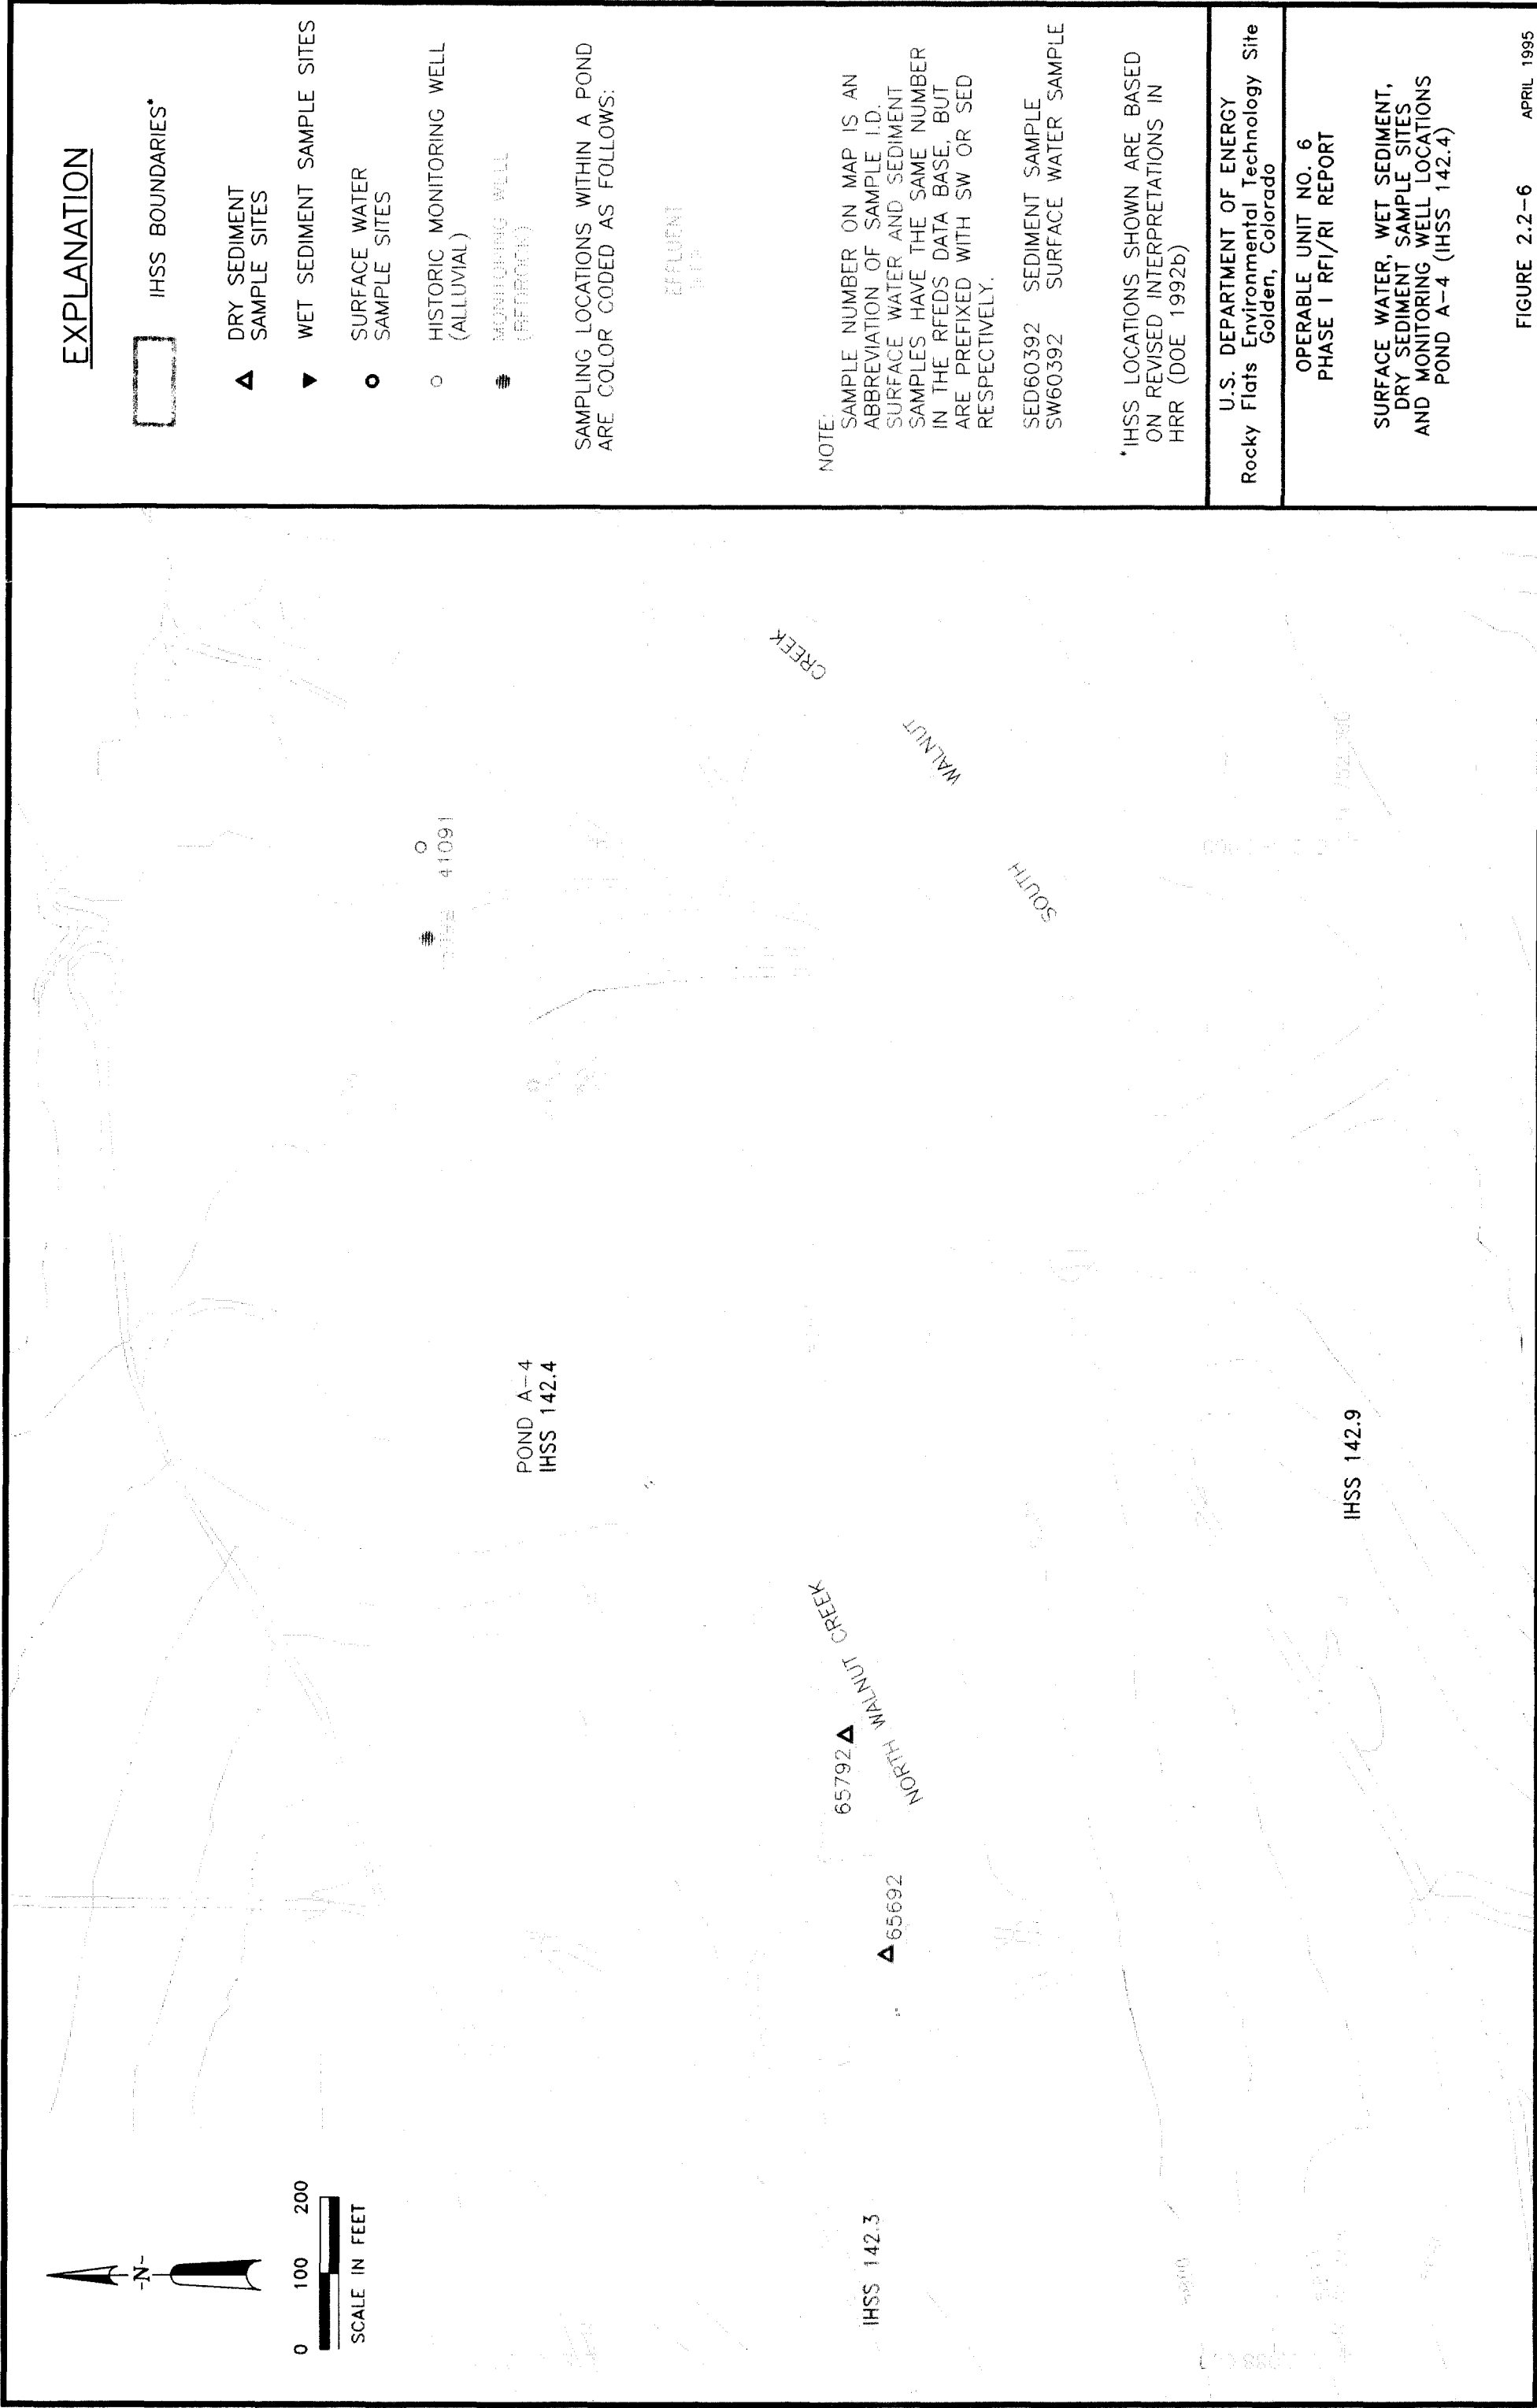 -N-
0 100 200
SCALE IN FEET
POND A-4
IHSS 142.4
41091
65792
65692
NORTH WALNUT CREEK
SOUTH WALNUT CREEK
IHSS 142.3
IHSS 142.9
EXPLANATION
IHSS BOUNDARIES*
DRY SEDIMENT
SAMPLE SITES
WET SEDIMENT SAMPLE SITES
SURFACE WATER
SAMPLE SITES
HISTORIC MONITORING WELL
(ALLUVIAL)
MONITORING WELL
(BEDROCK)
SAMPLING LOCATIONS WITHIN A POND
ARE COLOR CODED AS FOLLOWS:
EFFLUENT
NOTE:
SAMPLE NUMBER ON MAP IS AN
ABBREVIATION OF SAMPLE I.D.
SURFACE WATER AND SEDIMENT
SAMPLES HAVE THE SAME NUMBER
IN THE RFEDS DATA BASE, BUT
ARE PREFIXED WITH SW OR SED
RESPECTIVELY.
SED60392 SEDIMENT SAMPLE
SW60392 SURFACE WATER SAMPLE
*IHSS LOCATIONS SHOWN ARE BASED
ON REVISED INTERPRETATIONS IN
HRR (DOE 1992b)
U.S. DEPARTMENT OF ENERGY
Rocky Flats Environmental Technology Site
Golden, Colorado
OPERABLE UNIT NO. 6
PHASE I RFI/RI REPORT
SURFACE WATER, WET SEDIMENT,
DRY SEDIMENT SAMPLE SITES
AND MONITORING WELL LOCATIONS
POND A-4 (IHSS 142.4)
FIGURE 2.2-6 APRIL 1995